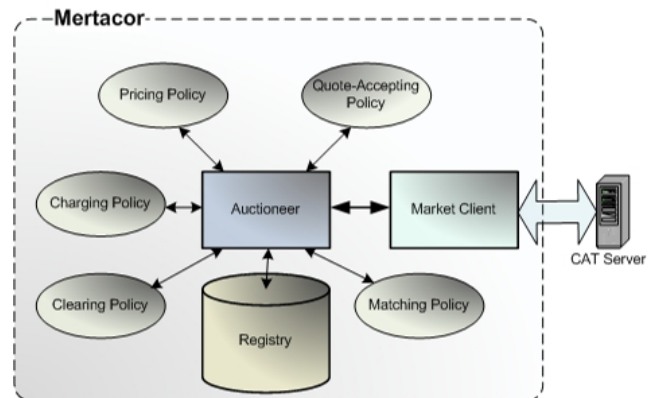 Mertacor
Pricing Policy
Quote-Accepting
Policy
Charging Policy
Auctioneer
Market Client
CAT Server
Clearing Policy
Registry
Matching Policy